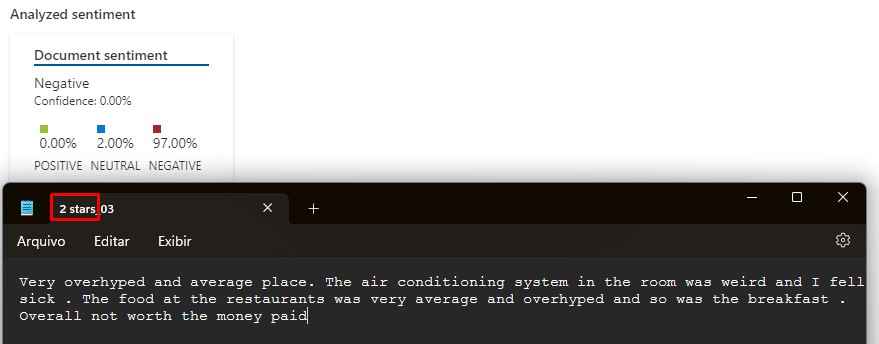 Analyzed sentiment
Document sentiment
Negative
Confidence: 0.00%
0.00% 2.00% 97.00%
POSITIVE NEUTRAL NEGATIVE
2 stars_03
Arquivo Editar Exibir
Very overhyped and average place. The air conditioning system in the room was weird and I fell
sick . The food at the restaurants was very average and overhyped and so was the breakfast .
Overall not worth the money paid